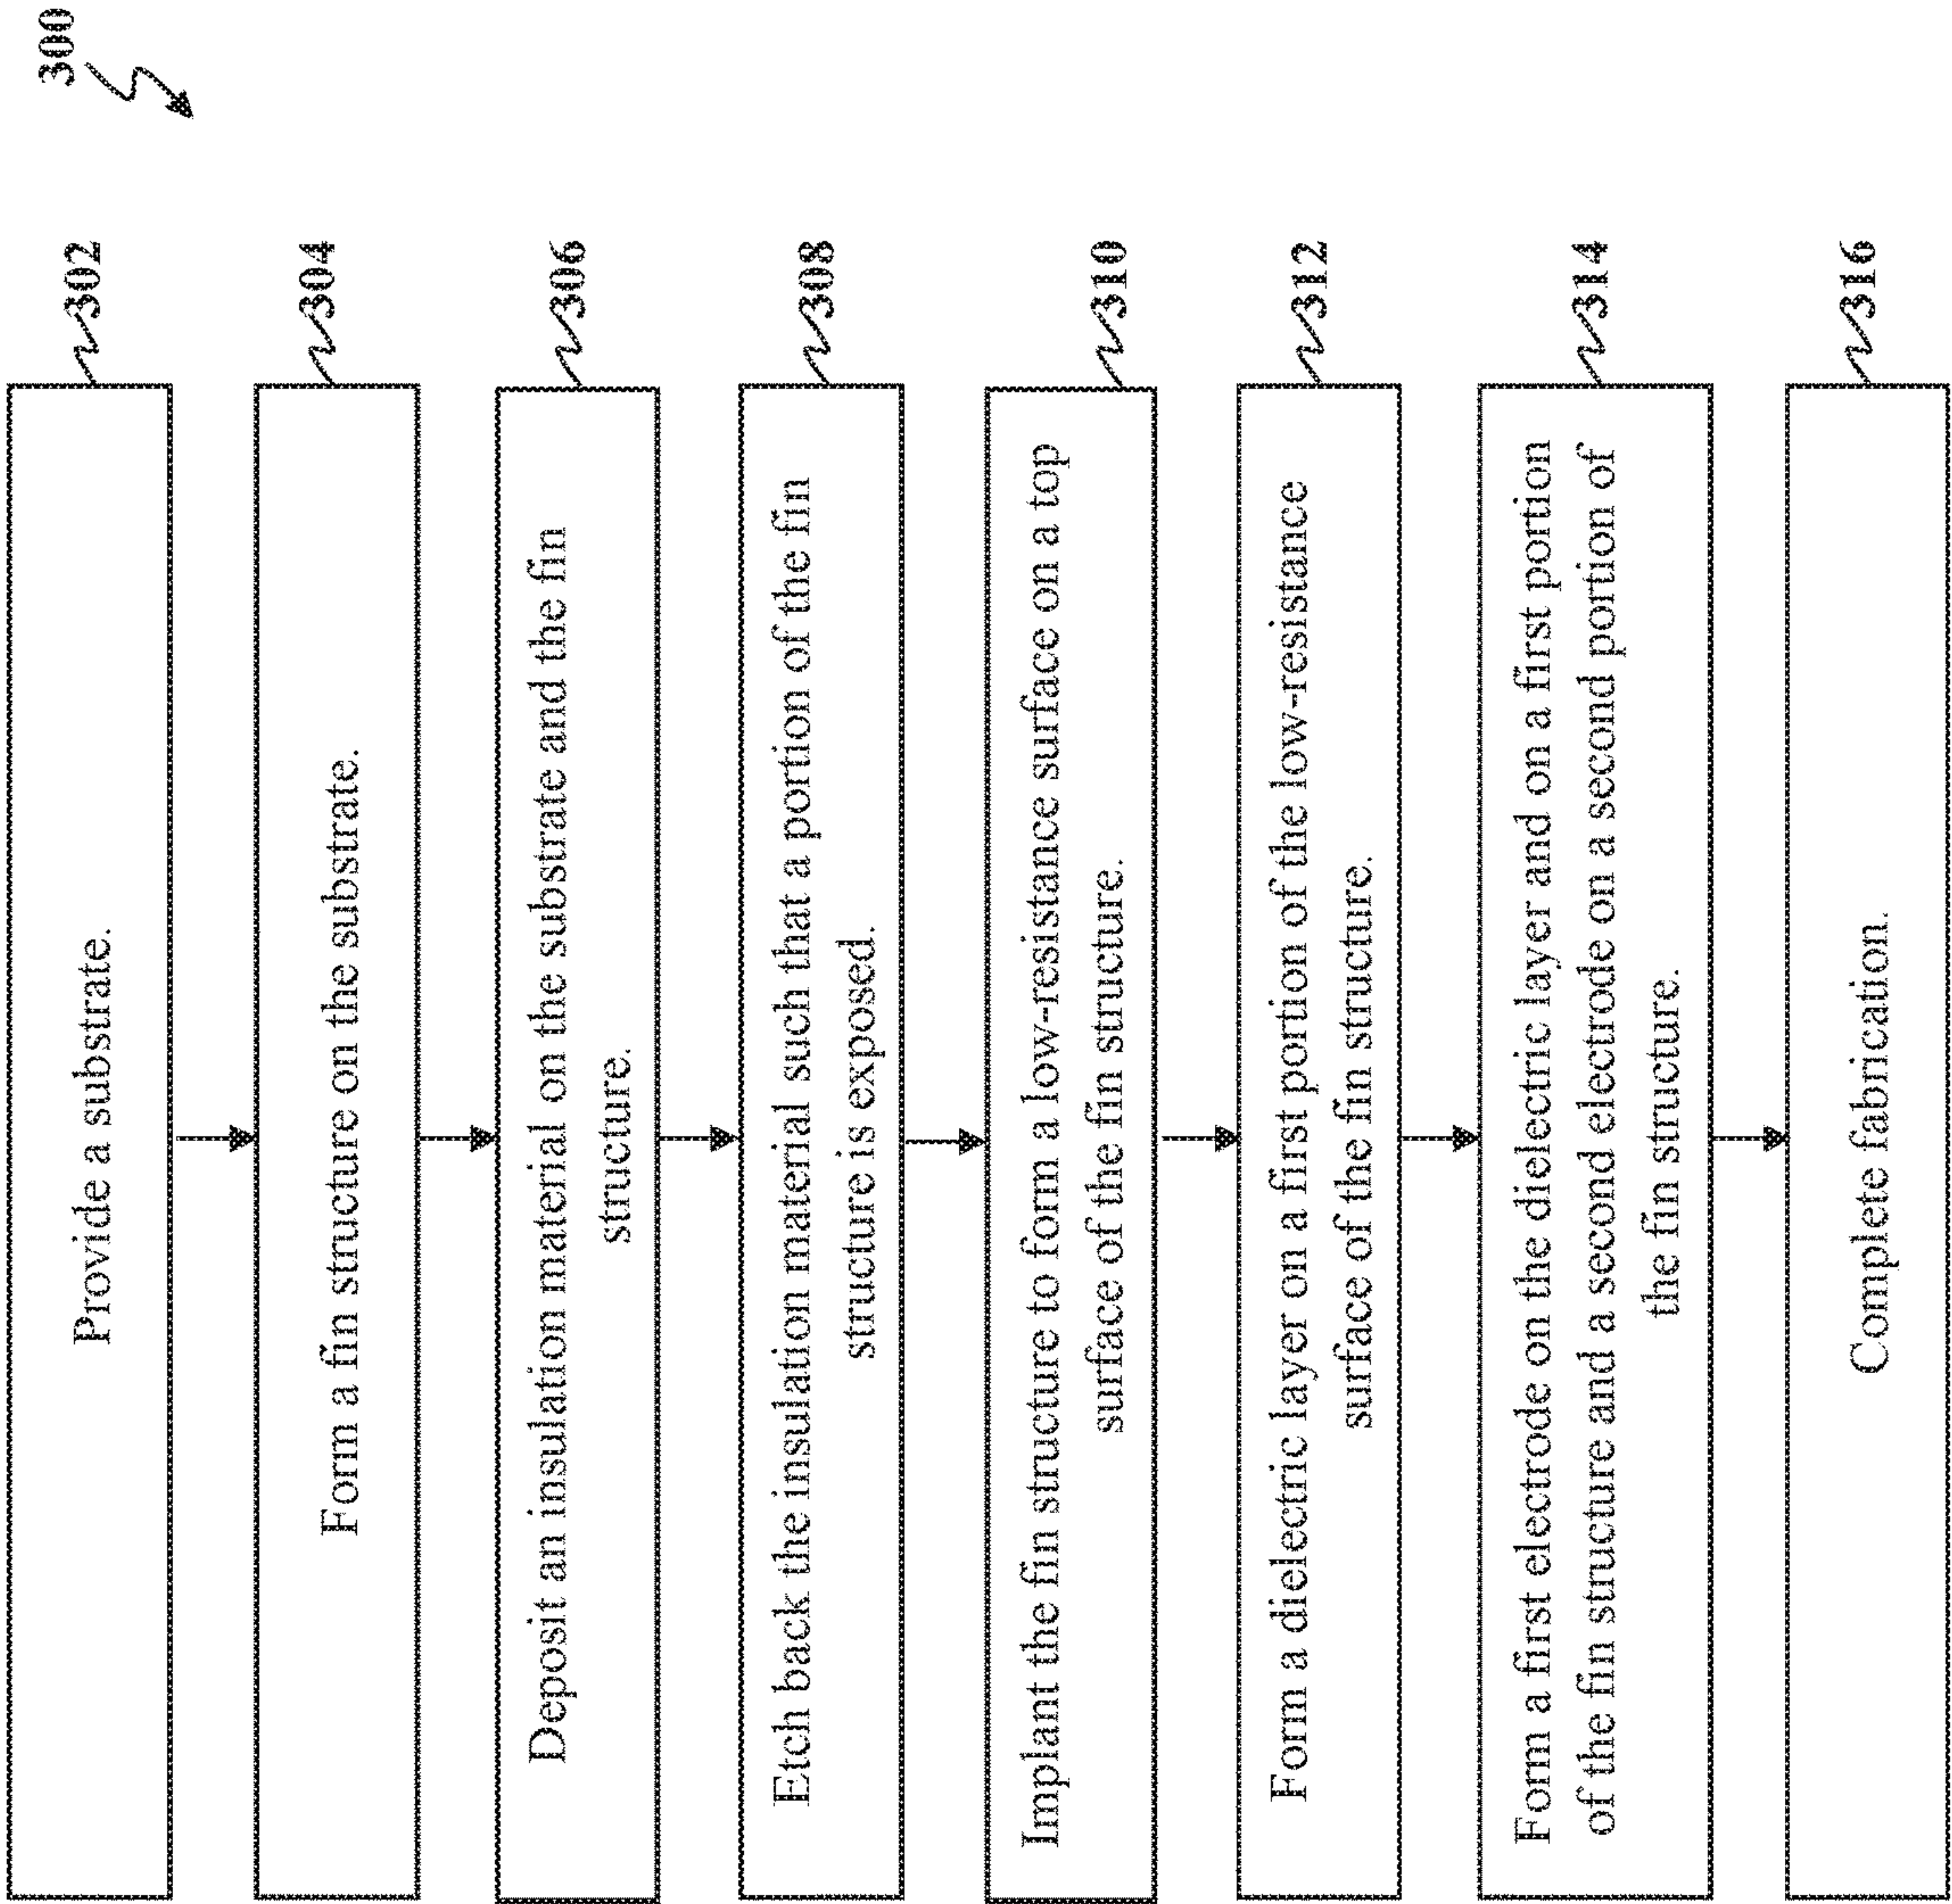 300
Provide a substrate.
302
Form a fin structure on the substrate.
304
Deposit an insulation material on the substrate and the fin
structure.
306
Etch back the insulation material such that a portion of the fin
structure is exposed.
308
Implant the fin structure to form a low-resistance surface on a top
surface of the fin structure.
310
Form a dielectric layer on a first portion of the low-resistance
surface of the fin structure.
312
Form a first electrode on the dielectric layer and on a first portion
of the fin structure and a second electrode on a second portion of
the fin structure.
314
Complete fabrication.
316